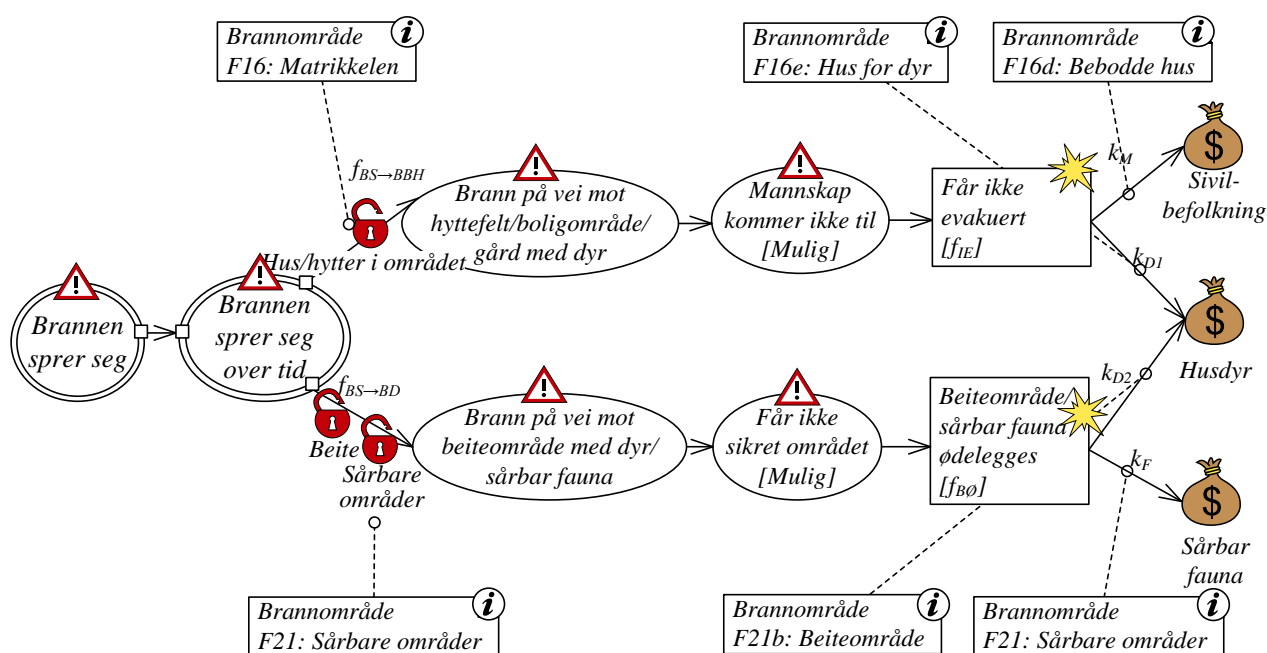 Brannområde
F16: Matrikkelen
i
Brannområde
F16e: Hus for dyr
i
Brannområde
F16d: Bebodde hus
i
f_BS→BBH
Brann på vei mot
hyttefelt/boligområde/
gård med dyr
Mannskap
kommer ikke til
[Mulig]
Får ikke
evakuert
[f_IE]
k_M
$
Sivil-
befolkning
Hus/hytter i området
k_D1
Brannen
sprer seg
Brannen
sprer seg
over tid
$
Husdyr
f_BS→BD
Beite
Sårbare
områder
Brann på vei mot
beiteområde med dyr/
sårbar fauna
Får ikke
sikret området
[Mulig]
Beiteområde/
sårbar fauna
ødelegges
[f_BØ]
k_D2
k_F
$
Sårbar
fauna
Brannområde
F21: Sårbare områder
i
Brannområde
F21b: Beiteområde
i
Brannområde
F21: Sårbare områder
i